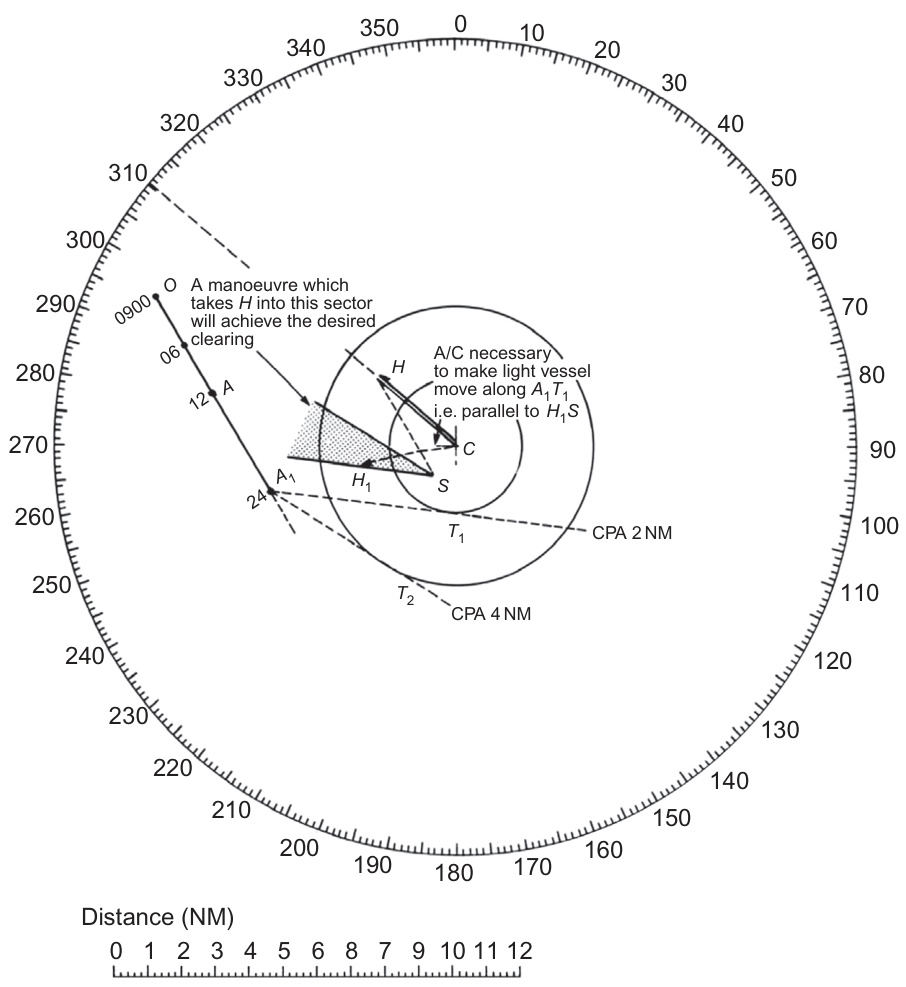 0
10
20
30
40
50
60
70
80
90
100
110
120
130
140
150
160
170
180
190
200
210
220
230
240
250
260
270
280
290
300
310
320
330
340
350
0900
O
A manoeuvre which
takes H into this sector
will achieve the desired
clearing
06
12
A
24
A1
H
A/C necessary
to make light vessel
move along A1T1
i.e. parallel to H1S
C
H1
S
T1
CPA 2 NM
T2
CPA 4 NM
Distance (NM)
0 1 2 3 4 5 6 7 8 9 10 11 12